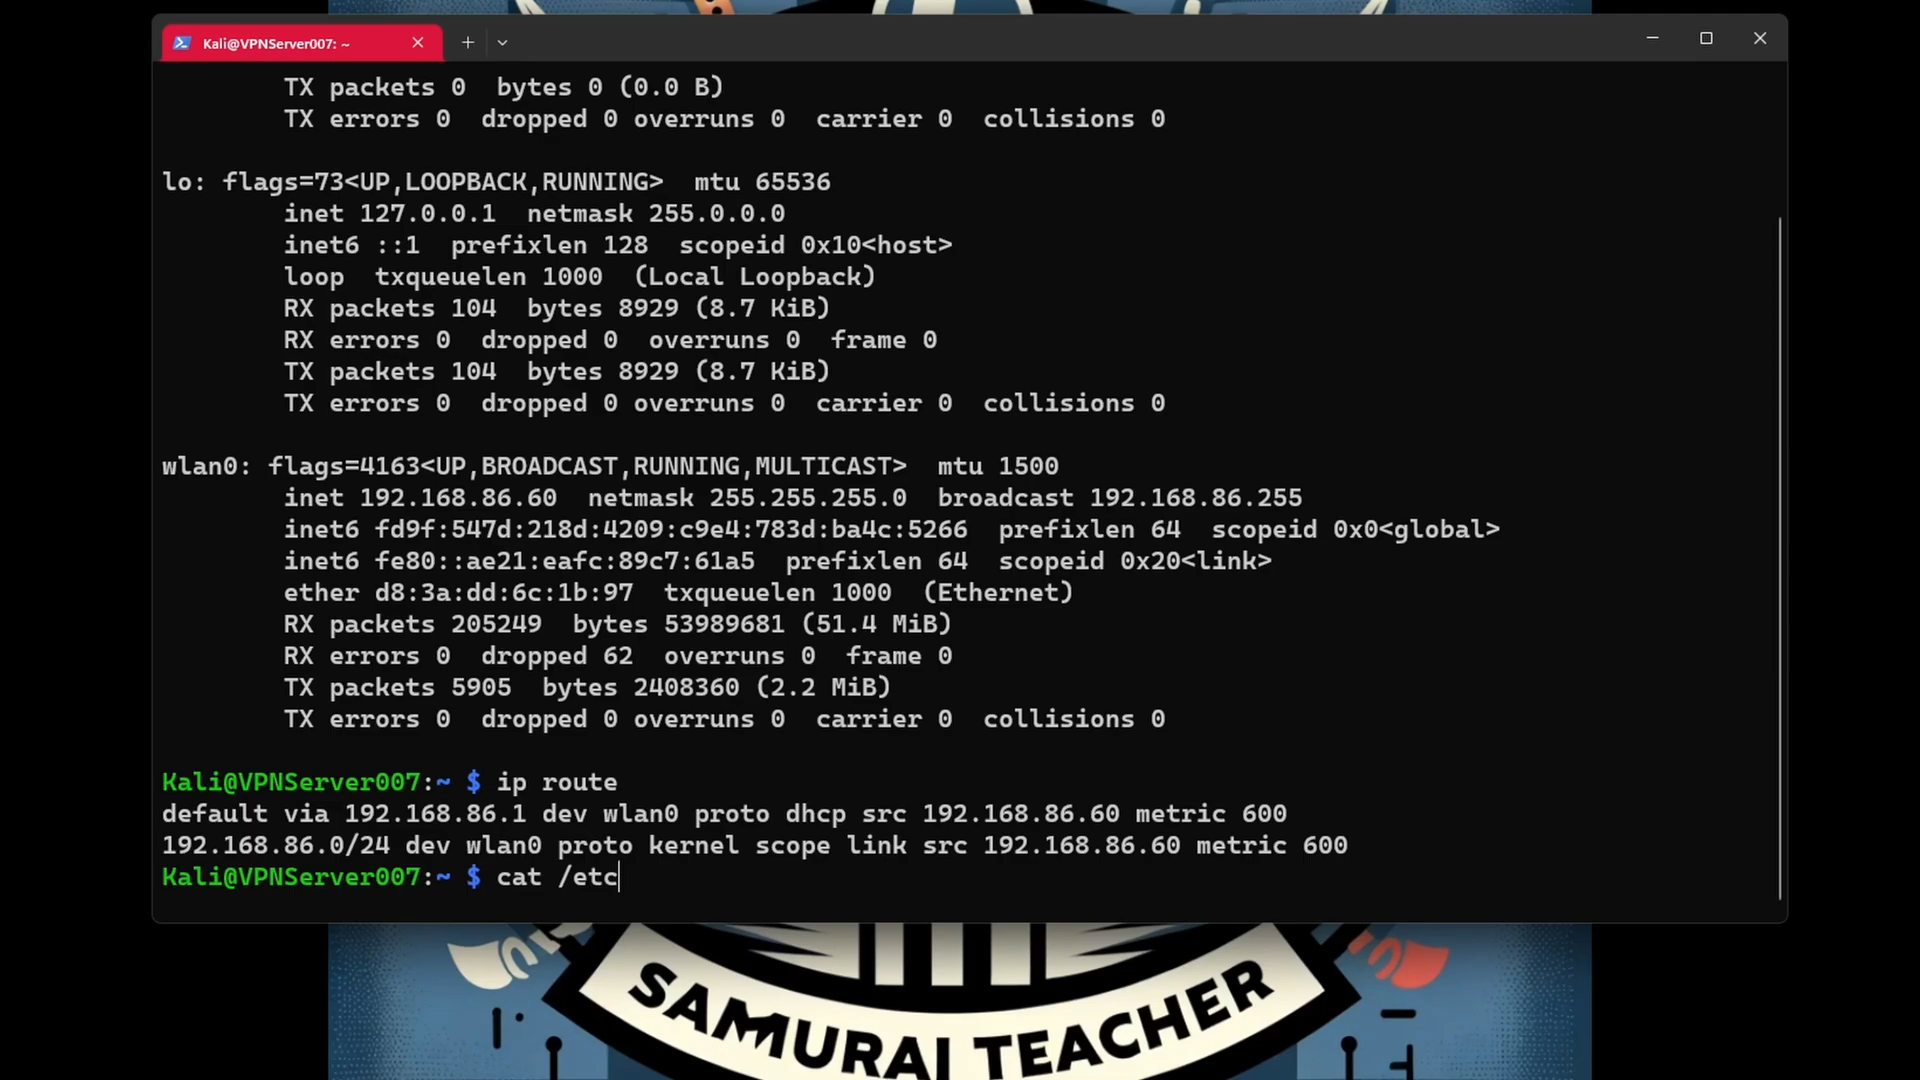 Kali@VPNServer007: ~
TX packets 0  bytes 0 (0.0 B)
TX errors 0  dropped 0 overruns 0  carrier 0  collisions 0
lo: flags=73<UP,LOOPBACK,RUNNING>  mtu 65536
inet 127.0.0.1  netmask 255.0.0.0
inet6 ::1  prefixlen 128  scopeid 0x10<host>
loop  txqueuelen 1000  (Local Loopback)
RX packets 104  bytes 8929 (8.7 KiB)
RX errors 0  dropped 0  overruns 0  frame 0
TX packets 104  bytes 8929 (8.7 KiB)
TX errors 0  dropped 0 overruns 0  carrier 0  collisions 0
wlan0: flags=4163<UP,BROADCAST,RUNNING,MULTICAST>  mtu 1500
inet 192.168.86.60  netmask 255.255.255.0  broadcast 192.168.86.255
inet6 fd9f:547d:218d:4209:c9e4:783d:ba4c:5266  prefixlen 64  scopeid 0x0<global>
inet6 fe80::ae21:eafc:89c7:61a5  prefixlen 64  scopeid 0x20<link>
ether d8:3a:dd:6c:1b:97  txqueuelen 1000  (Ethernet)
RX packets 205249  bytes 53989681 (51.4 MiB)
RX errors 0  dropped 62  overruns 0  frame 0
TX packets 5905  bytes 2408360 (2.2 MiB)
TX errors 0  dropped 0 overruns 0  carrier 0  collisions 0
Kali@VPNServer007:~ $ ip route
default via 192.168.86.1 dev wlan0 proto dhcp src 192.168.86.60 metric 600
192.168.86.0/24 dev wlan0 proto kernel scope link src 192.168.86.60 metric 600
Kali@VPNServer007:~ $ cat /etc
SAMURAI TEACHER